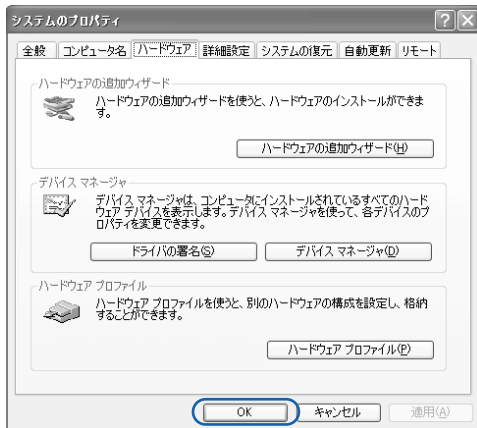 システムのプロパティ
全般 コンピュータ名 ハードウェア 詳細設定 システムの復元 自動更新 リモート
ハードウェアの追加ウィザード
ハードウェアの追加ウィザードを使うと、ハードウェアのインストールができま
す。
ハードウェアの追加ウィザード(H)
デバイス マネージャ
デバイス マネージャは、コンピュータにインストールされているすべてのハード
ウェア デバイスを表示します。デバイス マネージャを使って、各デバイスのプ
ロパティを変更できます。
ドライバの署名(S) デバイス マネージャ(D)
ハードウェア プロファイル
ハードウェア プロファイルを使うと、別のハードウェアの構成を設定し、格納
することができます。
ハードウェア プロファイル(P)
OK キャンセル 適用(A)